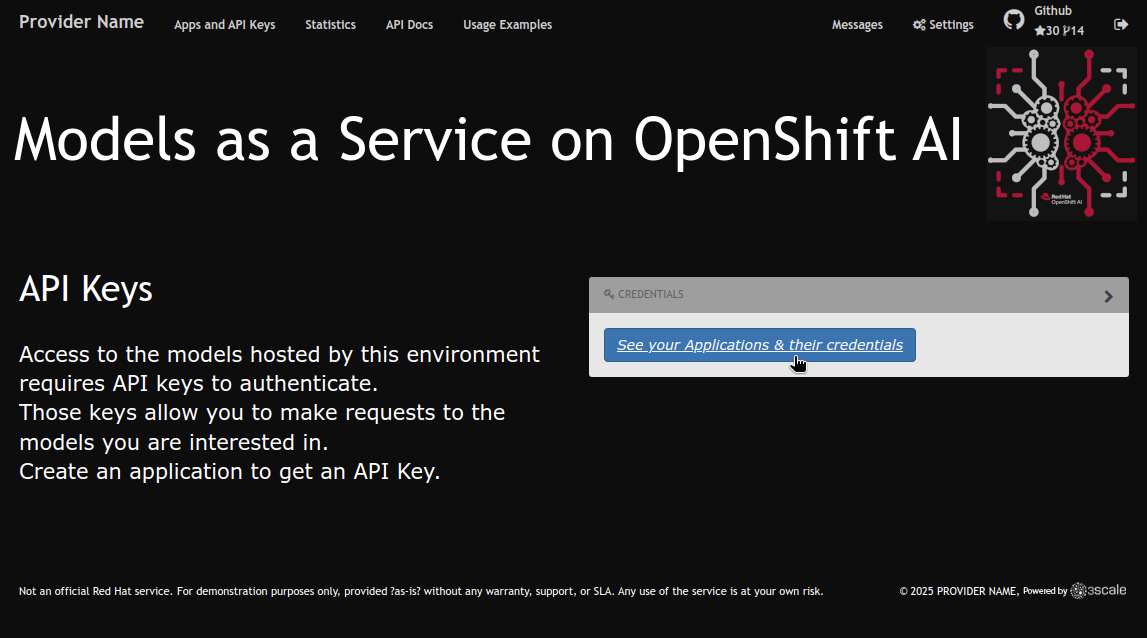 Provider Name
Apps and API Keys
Statistics
API Docs
Usage Examples
Messages
Settings
Github
30 14
Models as a Service on OpenShift AI
Red Hat
OpenShift AI
API Keys
Access to the models hosted by this environment
requires API keys to authenticate.
Those keys allow you to make requests to the
models you are interested in.
Create an application to get an API Key.
CREDENTIALS
See your Applications & their credentials
Not an official Red Hat service. For demonstration purposes only, provided ?as-is? without any warranty, support, or SLA. Any use of the service is at your own risk.
© 2025 PROVIDER NAME, Powered by 3scale